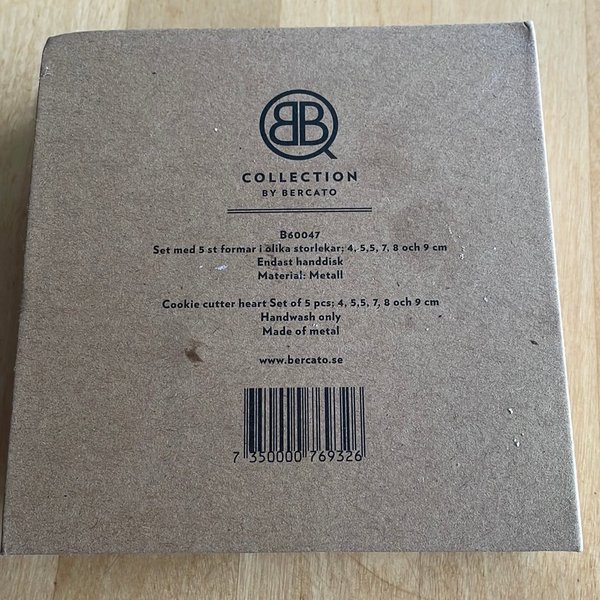 BBQ
COLLECTION
BY BERCATO
B60047
Set med 5 st formar i olika storlekar; 4, 5,5, 7, 8 och 9 cm
Endast handdisk
Material: Metall
Cookie cutter heart Set of 5 pcs; 4, 5,5, 7, 8 och 9 cm
Handwash only
Made of metal
www.bercato.se
7 350000 769326